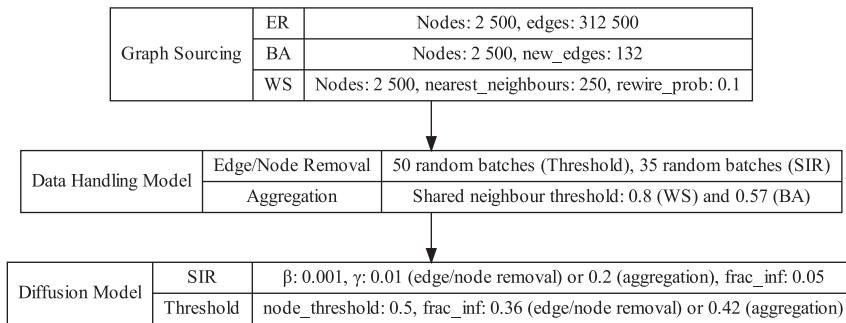 ER Nodes: 2 500, edges: 312 500
Graph Sourcing BA Nodes: 2 500, new_edges: 132
WS Nodes: 2 500, nearest_neighbours: 250, rewire_prob: 0.1
Data Handling Model Edge/Node Removal 50 random batches (Threshold), 35 random batches (SIR)
Aggregation Shared neighbour threshold: 0.8 (WS) and 0.57 (BA)
Diffusion Model SIR β: 0.001, γ: 0.01 (edge/node removal) or 0.2 (aggregation), frac_inf: 0.05
Threshold node_threshold: 0.5, frac_inf: 0.36 (edge/node removal) or 0.42 (aggregation)